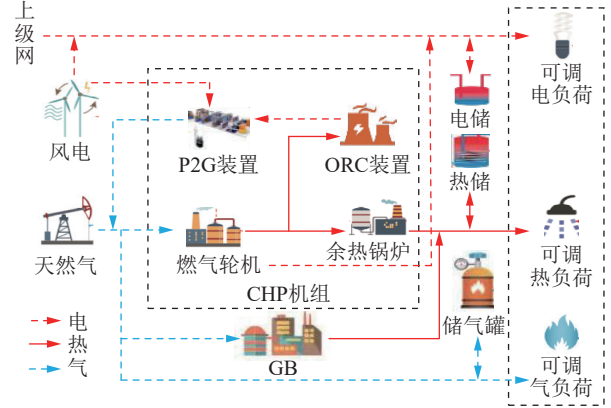 上级网
可调
电负荷
电储
风电
P2G装置
ORC装置
热储
天然气
燃气轮机
余热锅炉
可调
热负荷
CHP机组
储气罐
电
热
气
GB
可调
气负荷